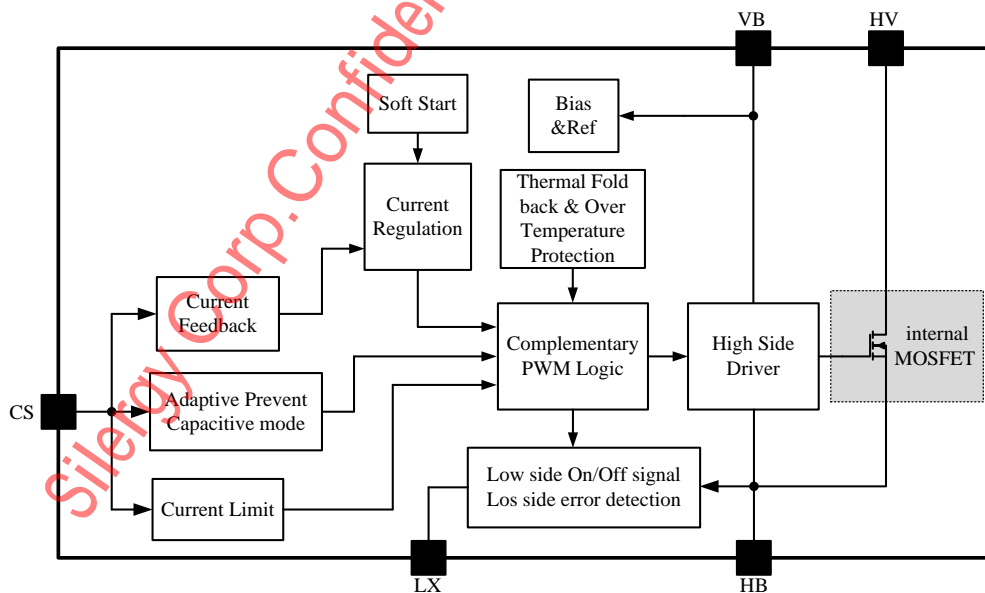 VB
HV
Silergy Corp.Confiden
Soft Start
Bias
&Ref
Thermal Fold
back & Over
Temperature
Protection
Current
Regulation
Current
Feedback
Complementary
PWM Logic
High Side
Driver
internal
MOSFET
CS
Adaptive Prevent
Capacitive mode
Low side On/Off signal
Los side error detection
Current Limit
LX
HB